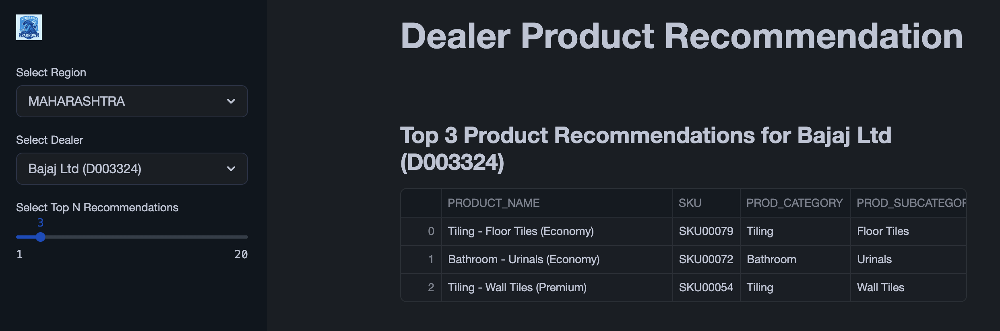 ICEBREAKER
SPARROWS
Select Region
MAHARASHTRA
Select Dealer
Bajaj Ltd (D003324)
Select Top N Recommendations
3
1 20
Dealer Product Recommendation
Top 3 Product Recommendations for Bajaj Ltd
(D003324)
PRODUCT_NAME SKU PROD_CATEGORY PROD_SUBCATEGOR
0 Tiling - Floor Tiles (Economy) SKU00079 Tiling Floor Tiles
1 Bathroom - Urinals (Economy) SKU00072 Bathroom Urinals
2 Tiling - Wall Tiles (Premium) SKU00054 Tiling Wall Tiles